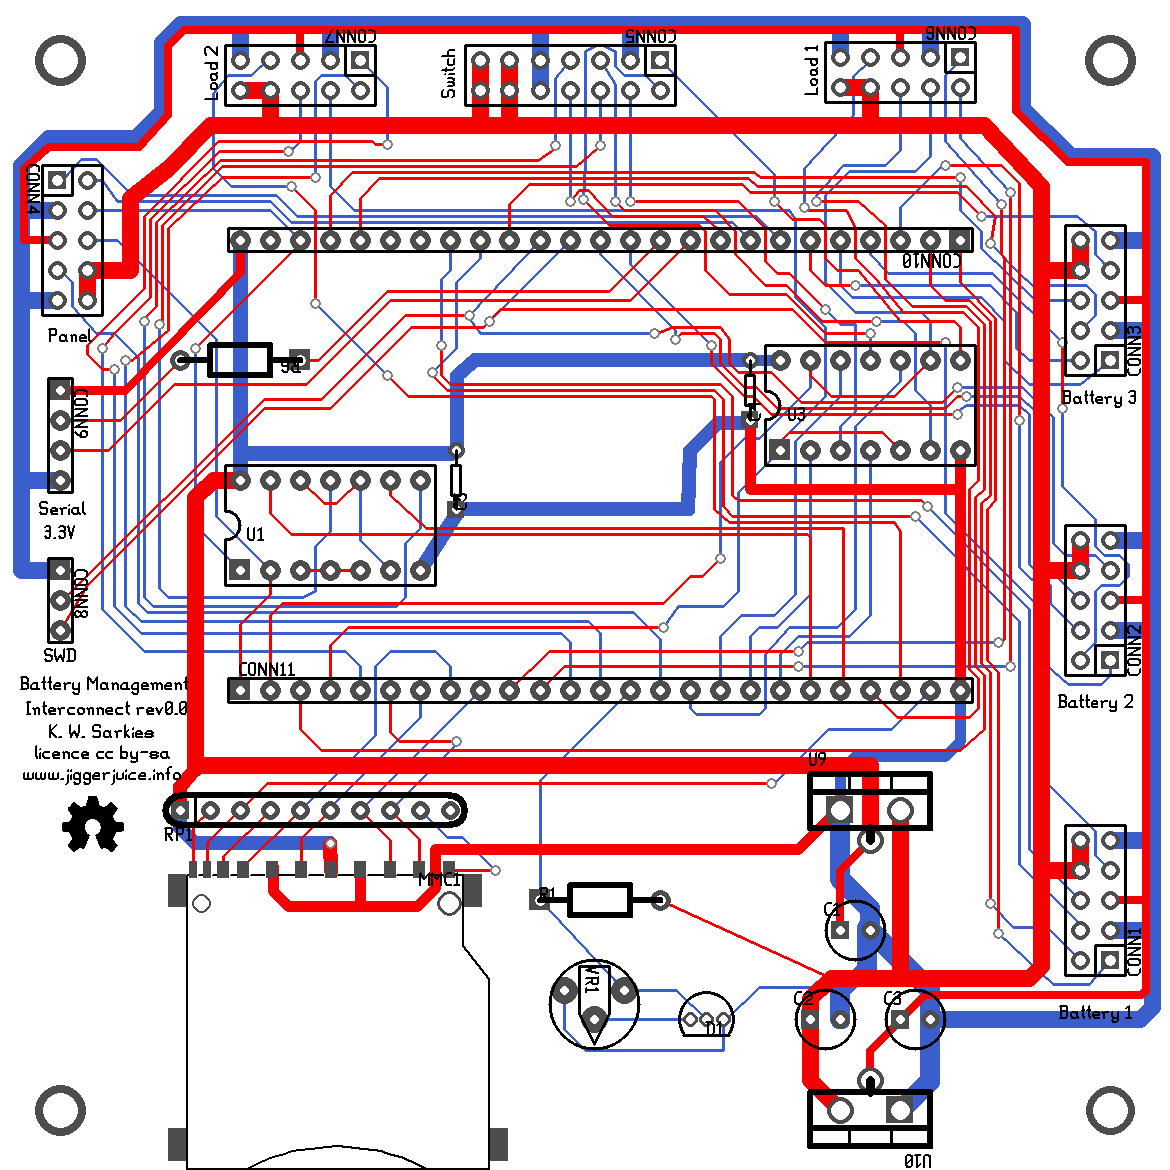 Load 2
CONN7
Switch
CONN5
Load 1
CONN6
CONN4
CONN10
Panel
R6
CONN9
U3
CONN3
Battery 3
Serial
3.3V
U1
CONN8
SWD
CONN2
Battery 2
CONN11
Battery Management
Interconnect rev0.0
K. W. Sarkies
licence cc by-sa
www.jiggerjuice.info
U9
RP1
MMC1
R1
C1
CONN1
VR1
D1
C2
C3
Battery 1
U10